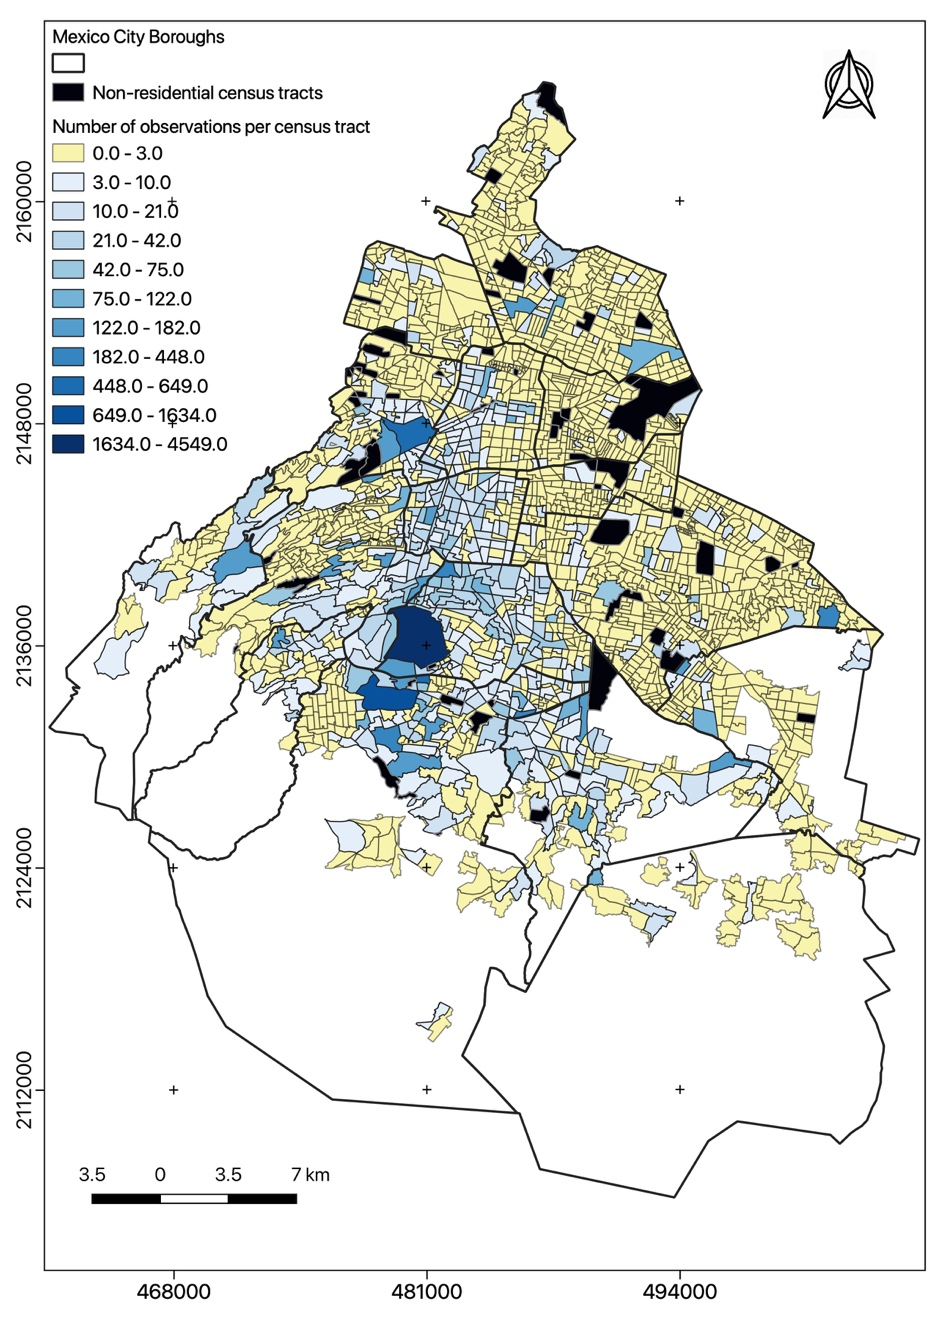 Mexico City Boroughs
Non-residential census tracts
Number of observations per census tract
0.0 - 3.0
3.0 - 10.0
10.0 - 21.0
21.0 - 42.0
42.0 - 75.0
75.0 - 122.0
122.0 - 182.0
182.0 - 448.0
448.0 - 649.0
649.0 - 1634.0
1634.0 - 4549.0
2160000
2148000
2136000
2124000
2112000
3.5 0 3.5 7 km
468000 481000 494000